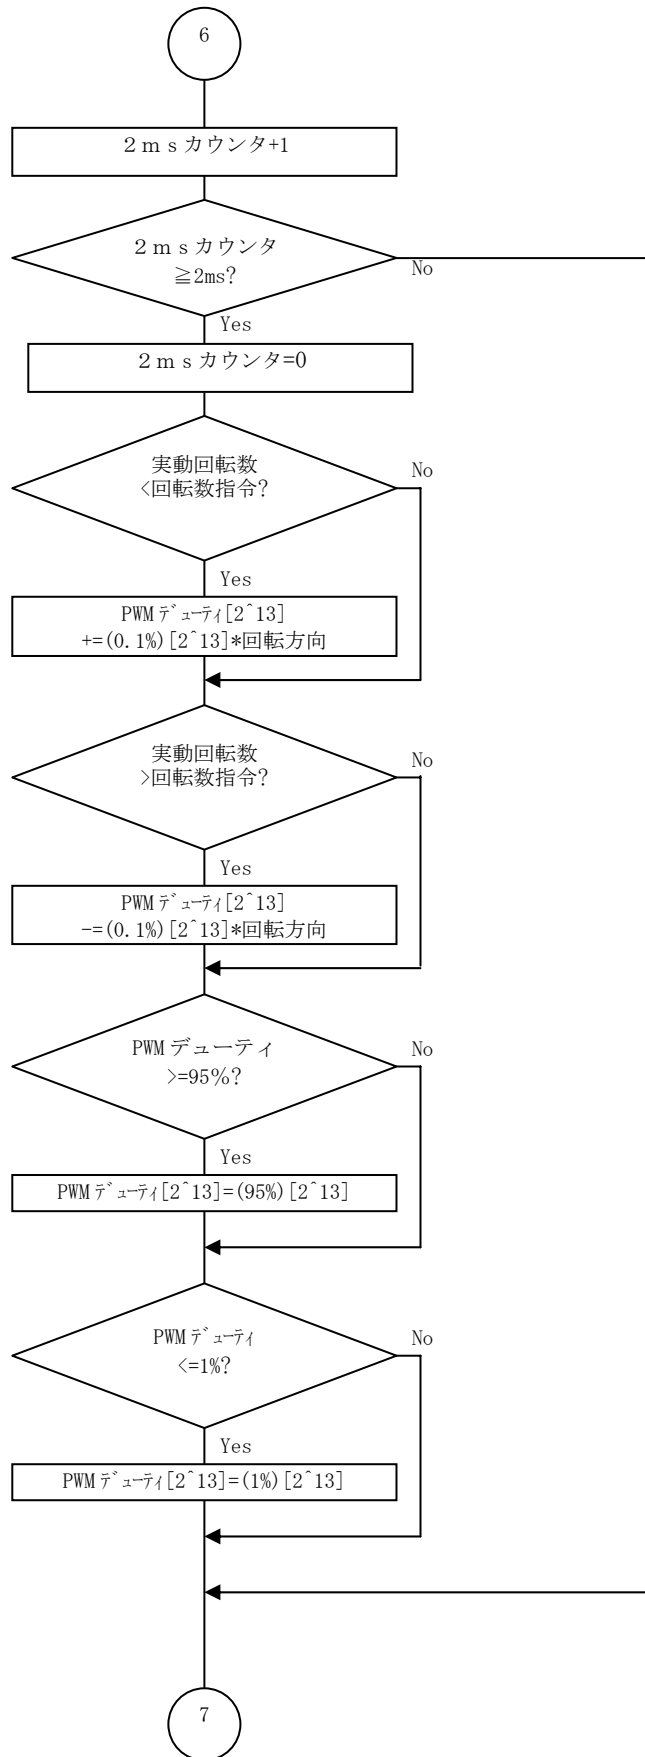 6
２ｍｓカウンタ+1
２ｍｓカウンタ
≧2ms?
No
Yes
２ｍｓカウンタ=0
実動回転数
<回転数指令?
No
Yes
PWMﾃﾞｭｰﾃｨ[2^13]
+=(0.1%)[2^13]*回転方向
実動回転数
>回転数指令?
No
Yes
PWMﾃﾞｭｰﾃｨ[2^13]
-=(0.1%)[2^13]*回転方向
PWMデューティ
>=95%?
No
Yes
PWMﾃﾞｭｰﾃｨ[2^13]=(95%)[2^13]
PWMﾃﾞｭｰﾃｨ
<=1%?
No
Yes
PWMﾃﾞｭｰﾃｨ[2^13]=(1%)[2^13]
7